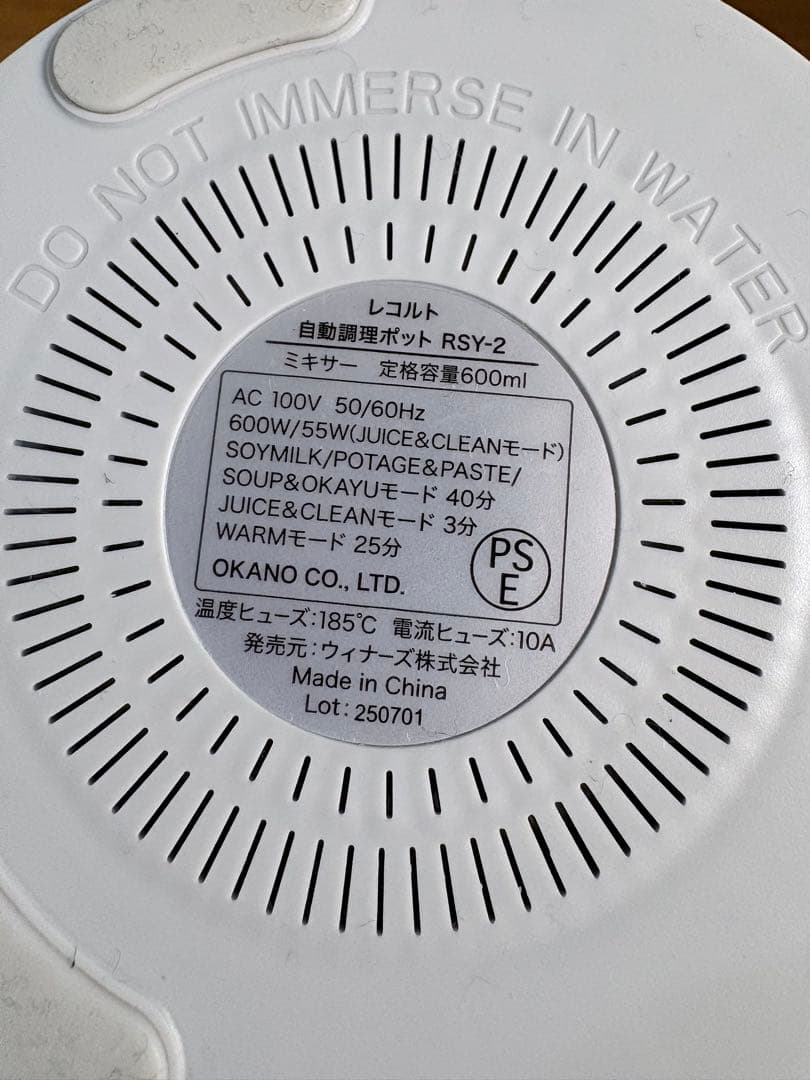 DO NOT IMMERSE IN WATER
レコルト
自動調理ポット RSY-2
ミキサー 定格容量600ml
AC 100V 50/60Hz
600W/55W(JUICE&CLEANモード)
SOYMILK/POTAGE&PASTE/
SOUP&OKAYUモード 40分
JUICE&CLEANモード 3分
WARMモード 25分
PS
E
OKANO CO., LTD.
温度ヒューズ:185℃ 電流ヒューズ:10A
発売元:ウィナーズ株式会社
Made in China
Lot: 250701